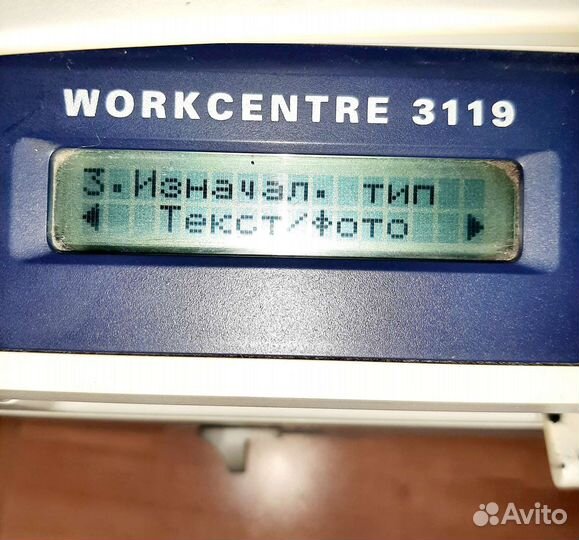 WORKCENTRE 3119
3.Изначал. тип
Текст/фото
Avito